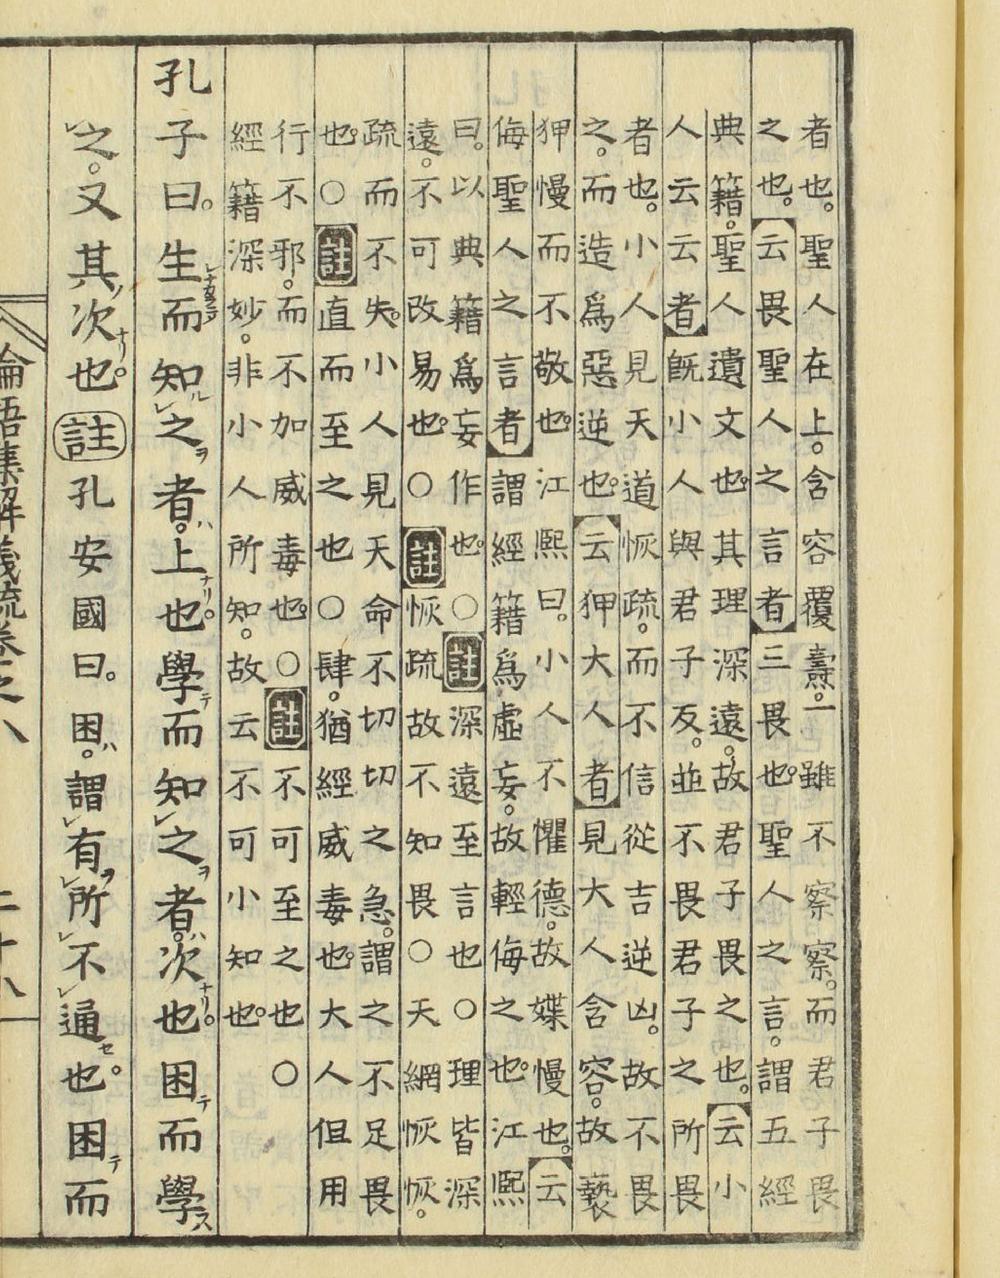 者也。聖人在上。含容覆燾。一雖不察察。而君子畏
之也。云畏聖人之言者三畏也。聖人之言。謂五經
典籍。聖人遺文也。其理深遠。故君子畏之也。云小
人云云者既小人與君子反。並不畏君子之所畏
者也。小人見天道恢疏。而不信從吉逆凶。故不畏
之。而造爲惡逆也。云狎大人者見大人含容。故褻
狎慢而不敬也。江熙曰。小人不懼德。故媟慢也。云
侮聖人之言者謂經籍爲虛妄。故輕侮之也。江熙
曰。以典籍爲妄作也。○註深遠至言也○理皆深
遠。不可改易也。○註恢疏故不知畏○天網恢恢。
疏而不失。小人見天命不切切之急。謂之不足畏
也。○註直而至之也○肆。猶經威毒也。大人但用
行不邪。而不加威毒也。○註不可至之也○
經籍深妙。非小人所知。故云不可小知也。
孔子曰。生而知之者。上也學而知之者。次也困而學
之。又其次也。註孔安國曰。困。謂有所不通也。困而
論語集解義疏卷之八
二十八